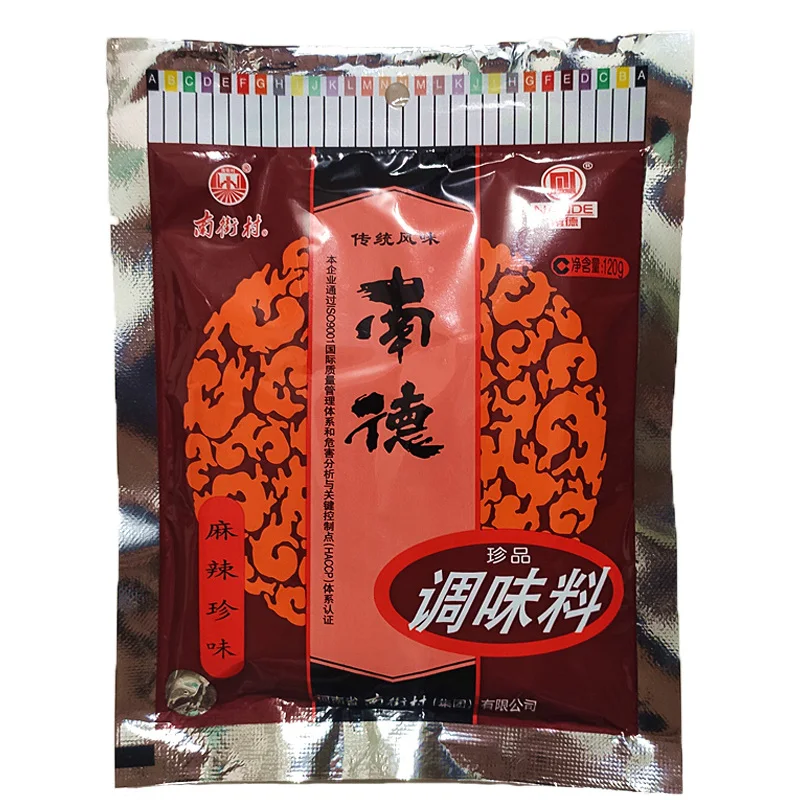 A B C D E F G H I J K L M N N M L K J I H G F E D C B A
南街村®
®
NANDE
南德
净含量:120g
传统风味
南德
本企业通过ISO9001国际质量管理体系和危害分析与关键控制点(HACCP)体系认证
麻辣珍味
珍品
调味料
河南省南街村(集团)有限公司